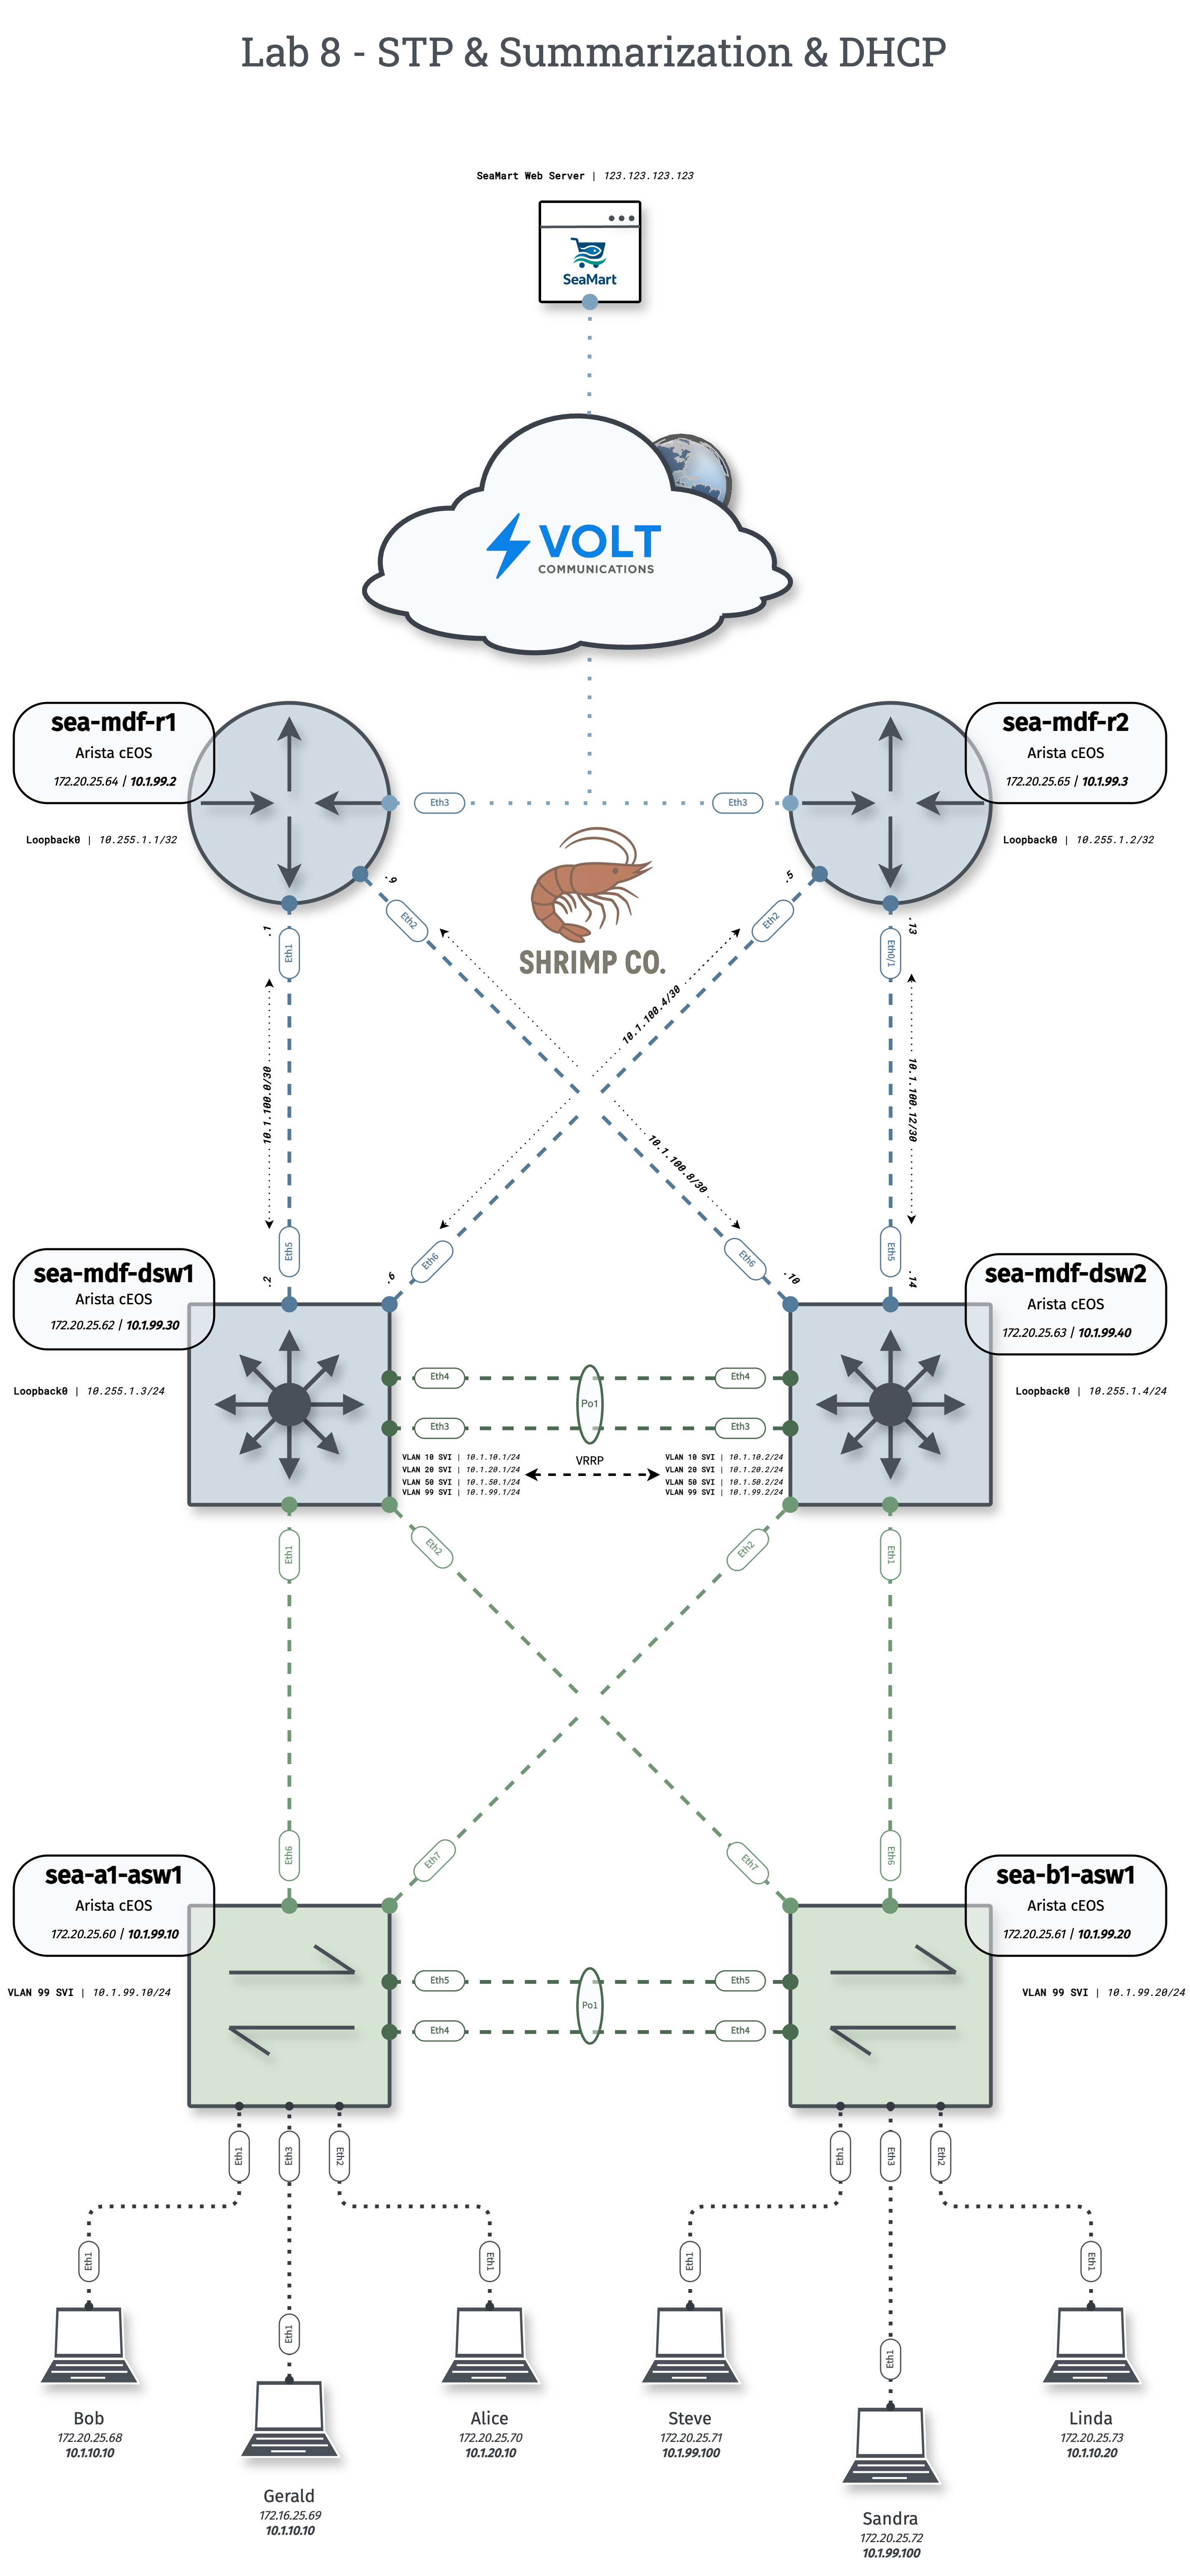 Lab 8 - STP & Summarization & DHCP
SeaMart Web Server | 123.123.123.123
SeaMart
VOLT
COMMUNICATIONS
sea-mdf-r1
Arista cEOS
172.20.25.64 | 10.1.99.2
Loopback0 | 10.255.1.1/32
sea-mdf-r2
Arista cEOS
172.20.25.65 | 10.1.99.3
Loopback0 | 10.255.1.2/32
Eth3
Eth3
SHRIMP CO.
.9
.5
Eth2
Eth2
.1
Eth1
.13
Eth0/1
10.1.100.0/30
10.1.100.4/30
10.1.100.8/30
10.1.100.12/30
Eth5
.2
Eth6
.6
Eth6
.10
Eth5
.14
sea-mdf-dsw1
Arista cEOS
172.20.25.62 | 10.1.99.30
Loopback0 | 10.255.1.3/24
sea-mdf-dsw2
Arista cEOS
172.20.25.63 | 10.1.99.40
Loopback0 | 10.255.1.4/24
Eth4
Eth4
Po1
Eth3
Eth3
VLAN 10 SVI | 10.1.10.1/24
VLAN 20 SVI | 10.1.20.1/24
VLAN 50 SVI | 10.1.50.1/24
VLAN 99 SVI | 10.1.99.1/24
VRRP
VLAN 10 SVI | 10.1.10.2/24
VLAN 20 SVI | 10.1.20.2/24
VLAN 50 SVI | 10.1.50.2/24
VLAN 99 SVI | 10.1.99.2/24
Eth1
Eth2
Eth2
Eth1
Eth6
Eth7
Eth7
Eth6
sea-a1-asw1
Arista cEOS
172.20.25.60 | 10.1.99.10
VLAN 99 SVI | 10.1.99.10/24
sea-b1-asw1
Arista cEOS
172.20.25.61 | 10.1.99.20
VLAN 99 SVI | 10.1.99.20/24
Eth5
Eth5
Po1
Eth4
Eth4
Eth1
Eth3
Eth2
Eth1
Eth3
Eth2
Eth1
Eth1
Eth1
Eth1
Eth1
Eth1
Bob
172.20.25.68
10.1.10.10
Gerald
172.16.25.69
10.1.10.10
Alice
172.20.25.70
10.1.20.10
Steve
172.20.25.71
10.1.99.100
Sandra
172.20.25.72
10.1.99.100
Linda
172.20.25.73
10.1.10.20